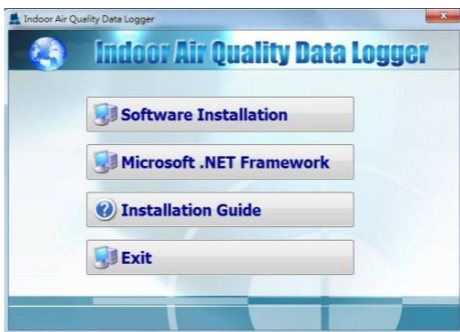 Indoor Air Quality Data Logger
Indoor Air Quality Data Logger
Software Installation
Microsoft .NET Framework
Installation Guide
Exit